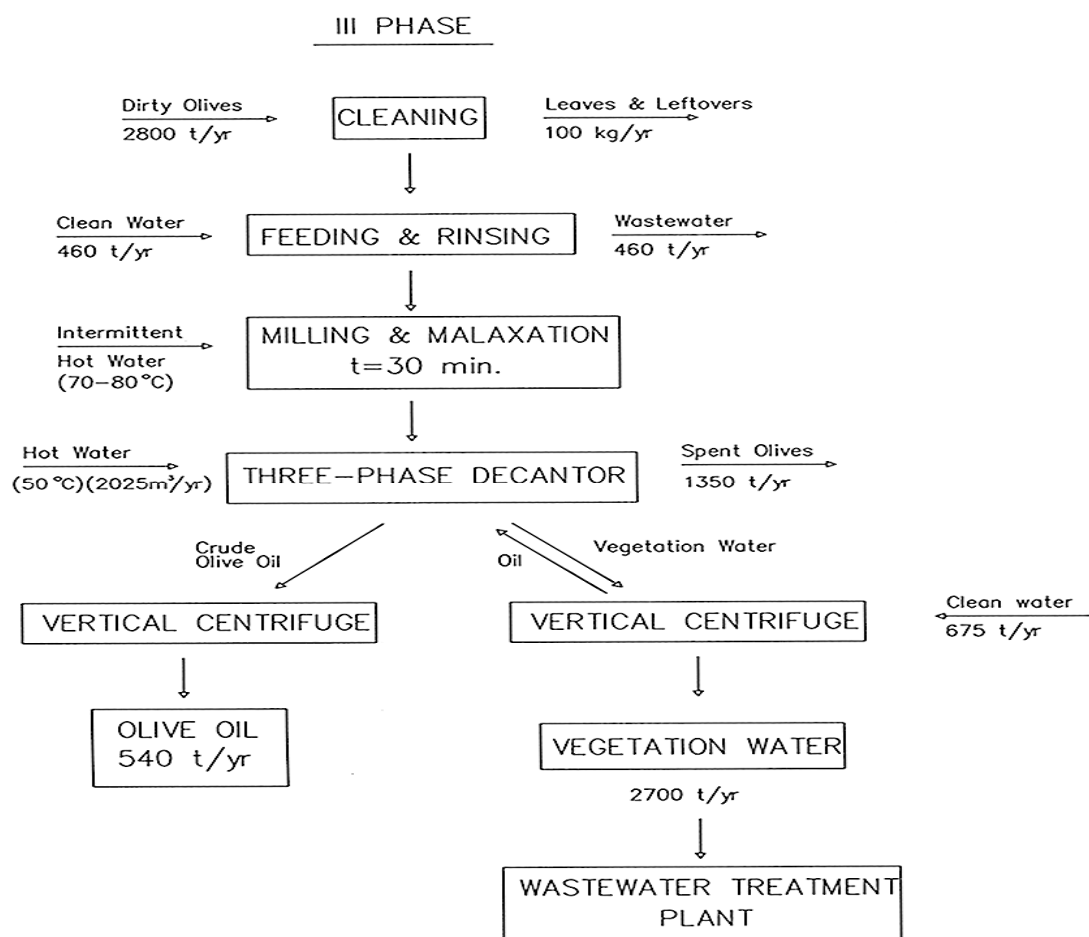 III PHASE
Dirty Olives
2800 t/yr
CLEANING
Leaves & Leftovers
100 kg/yr
Clean Water
460 t/yr
FEEDING & RINSING
Wastewater
460 t/yr
Intermittent
Hot Water
(70-80°C)
MILLING & MALAXATION
t=30 min.
Hot Water
(50°C)(2025m³/yr)
THREE-PHASE DECANTOR
Spent Olives
1350 t/yr
Crude
Olive Oil
Oil
Vegetation Water
VERTICAL CENTRIFUGE
VERTICAL CENTRIFUGE
Clean water
675 t/yr
OLIVE OIL
540 t/yr
VEGETATION WATER
2700 t/yr
WASTEWATER TREATMENT
PLANT